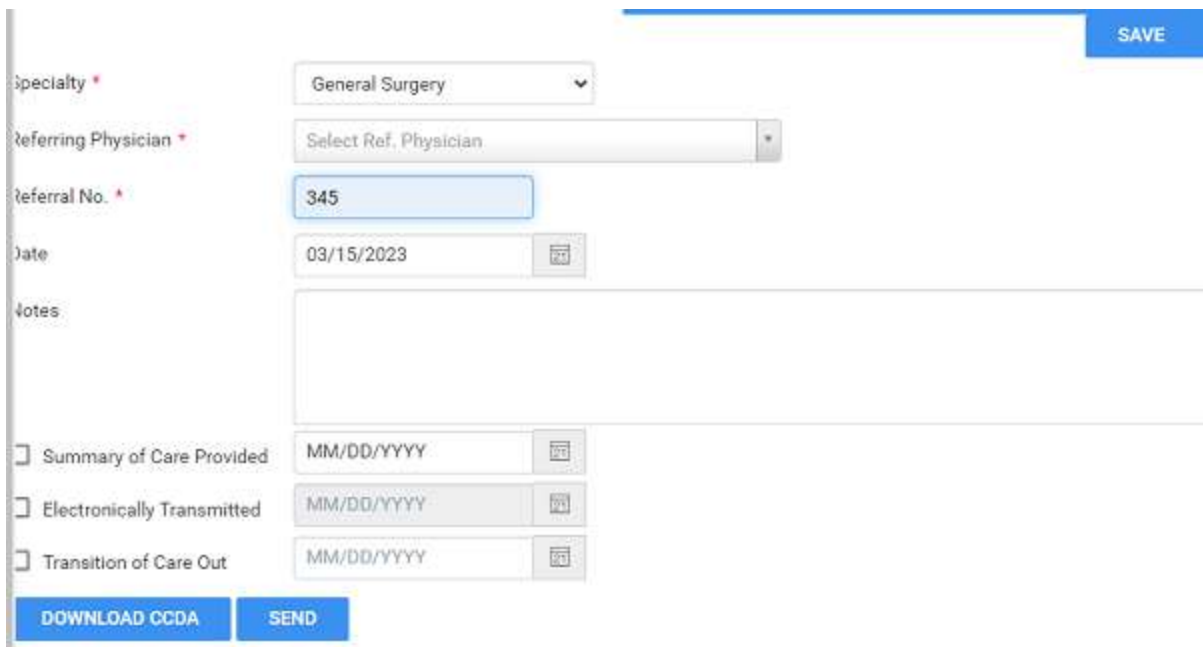 SAVE
Specialty *
General Surgery
Referring Physician *
Select Ref. Physician
Referral No. *
345
Date
03/15/2023
Notes
Summary of Care Provided
MM/DD/YYYY
Electronically Transmitted
MM/DD/YYYY
Transition of Care Out
MM/DD/YYYY
DOWNLOAD CCDA
SEND